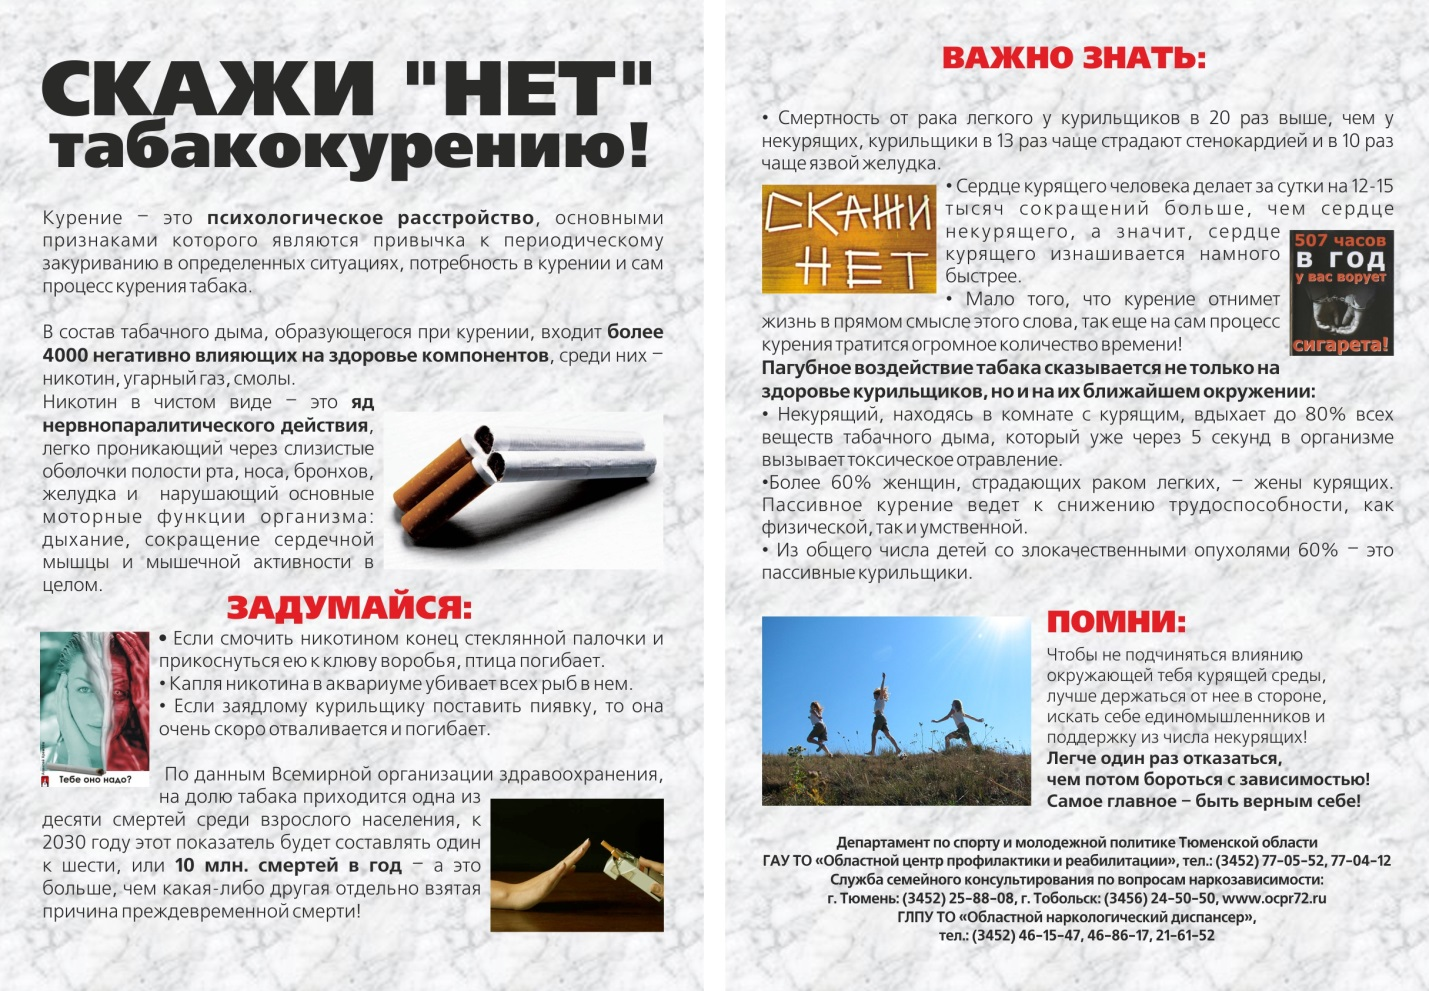 СКАЖИ "НЕТ"
табакокурению!
Курение – это психологическое расстройство, основными
признаками которого являются привычка к периодическому
закуриванию в определенных ситуациях, потребность в курении и сам
процесс курения табака.
В состав табачного дыма, образующегося при курении, входит более
4000 негативно влияющих на здоровье компонентов, среди них –
никотин, угарный газ, смолы.
Никотин в чистом виде – это яд
нервнопаралитического действия,
легко проникающий через слизистые
оболочки полости рта, носа, бронхов,
желудка и нарушающий основные
моторные функции организма:
дыхание, сокращение сердечной
мышцы и мышечной активности в
целом.
ЗАДУМАЙСЯ:
• Если смочить никотином конец стеклянной палочки и
прикоснуться ею к клюву воробья, птица погибает.
• Капля никотина в аквариуме убивает всех рыб в нем.
• Если заядлому курильщику поставить пиявку, то она
очень скоро отваливается и погибает.
Тебе оно надо?
По данным Всемирной организации здравоохранения,
на долю табака приходится одна из
десяти смертей среди взрослого населения, к
2030 году этот показатель будет составлять один
к шести, или 10 млн. смертей в год – а это
больше, чем какая-либо другая отдельно взятая
причина преждевременной смерти!
ВАЖНО ЗНАТЬ:
• Смертность от рака легкого у курильщиков в 20 раз выше, чем у
некурящих, курильщики в 13 раз чаще страдают стенокардией и в 10 раз
чаще язвой желудка.
СКАЖИ
НЕТ
• Сердце курящего человека делает за сутки на 12-15
тысяч сокращений больше, чем сердце
некурящего, а значит, сердце
курящего изнашивается намного
быстрее.
507 часов
в год
у вас ворует
сигарета!
• Мало того, что курение отнимет
жизнь в прямом смысле этого слова, так еще на сам процесс
курения тратится огромное количество времени!
Пагубное воздействие табака сказывается не только на
здоровье курильщиков, но и на их ближайшем окружении:
• Некурящий, находясь в комнате с курящим, вдыхает до 80% всех
веществ табачного дыма, который уже через 5 секунд в организме
вызывает токсическое отравление.
•Более 60% женщин, страдающих раком легких, – жены курящих.
Пассивное курение ведет к снижению трудоспособности, как
физической, так и умственной.
• Из общего числа детей со злокачественными опухолями 60% – это
пассивные курильщики.
ПОМНИ:
Чтобы не подчиняться влиянию
окружающей тебя курящей среды,
лучше держаться от нее в стороне,
искать себе единомышленников и
поддержку из числа некурящих!
Легче один раз отказаться,
чем потом бороться с зависимостью!
Самое главное – быть верным себе!
Департамент по спорту и молодежной политике Тюменской области
ГАУ ТО «Областной центр профилактики и реабилитации», тел.: (3452) 77-05-52, 77-04-12
Служба семейного консультирования по вопросам наркозависимости:
г. Тюмень: (3452) 25-88-08, г. Тобольск: (3456) 24-50-50, www.ocpr72.ru
ГЛПУ ТО «Областной наркологический диспансер»,
тел.: (3452) 46-15-47, 46-86-17, 21-61-52